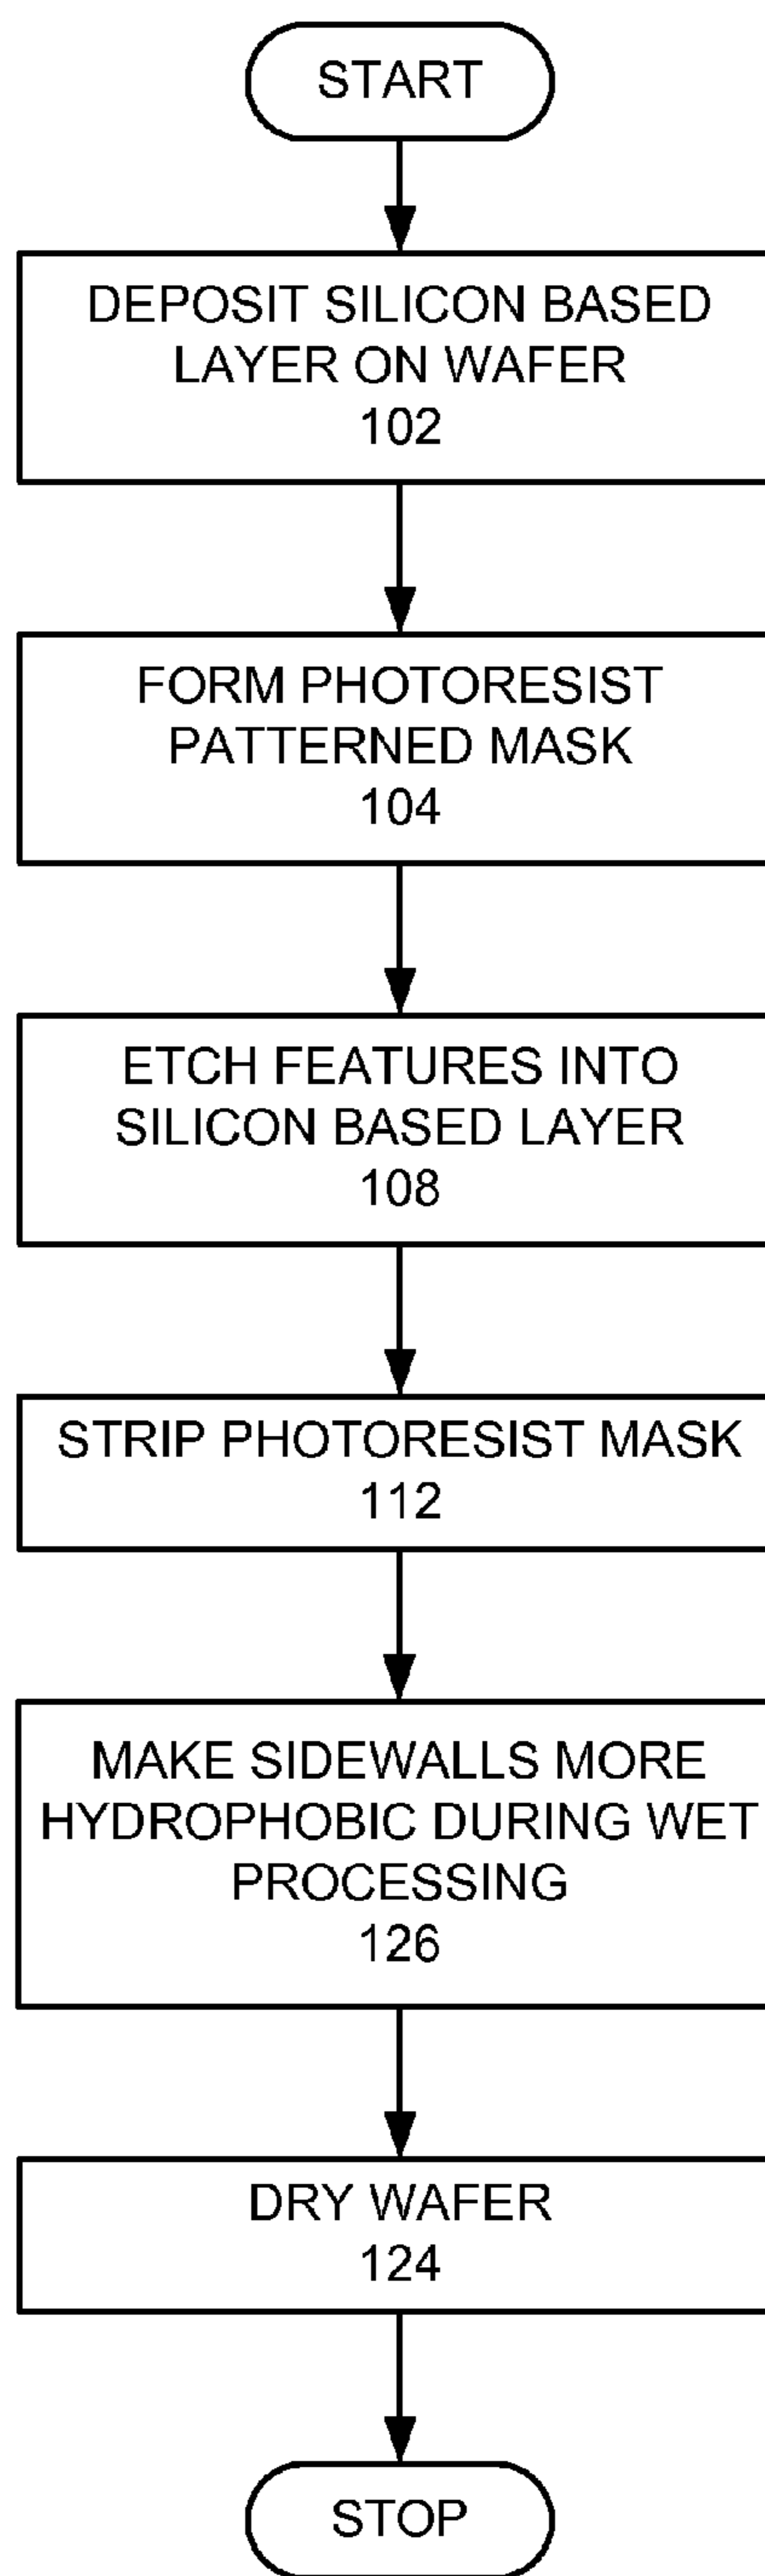 START
DEPOSIT SILICON BASED
LAYER ON WAFER
102
FORM PHOTORESIST
PATTERNED MASK
104
ETCH FEATURES INTO
SILICON BASED LAYER
108
STRIP PHOTORESIST MASK
112
MAKE SIDEWALLS MORE
HYDROPHOBIC DURING WET
PROCESSING
126
DRY WAFER
124
STOP